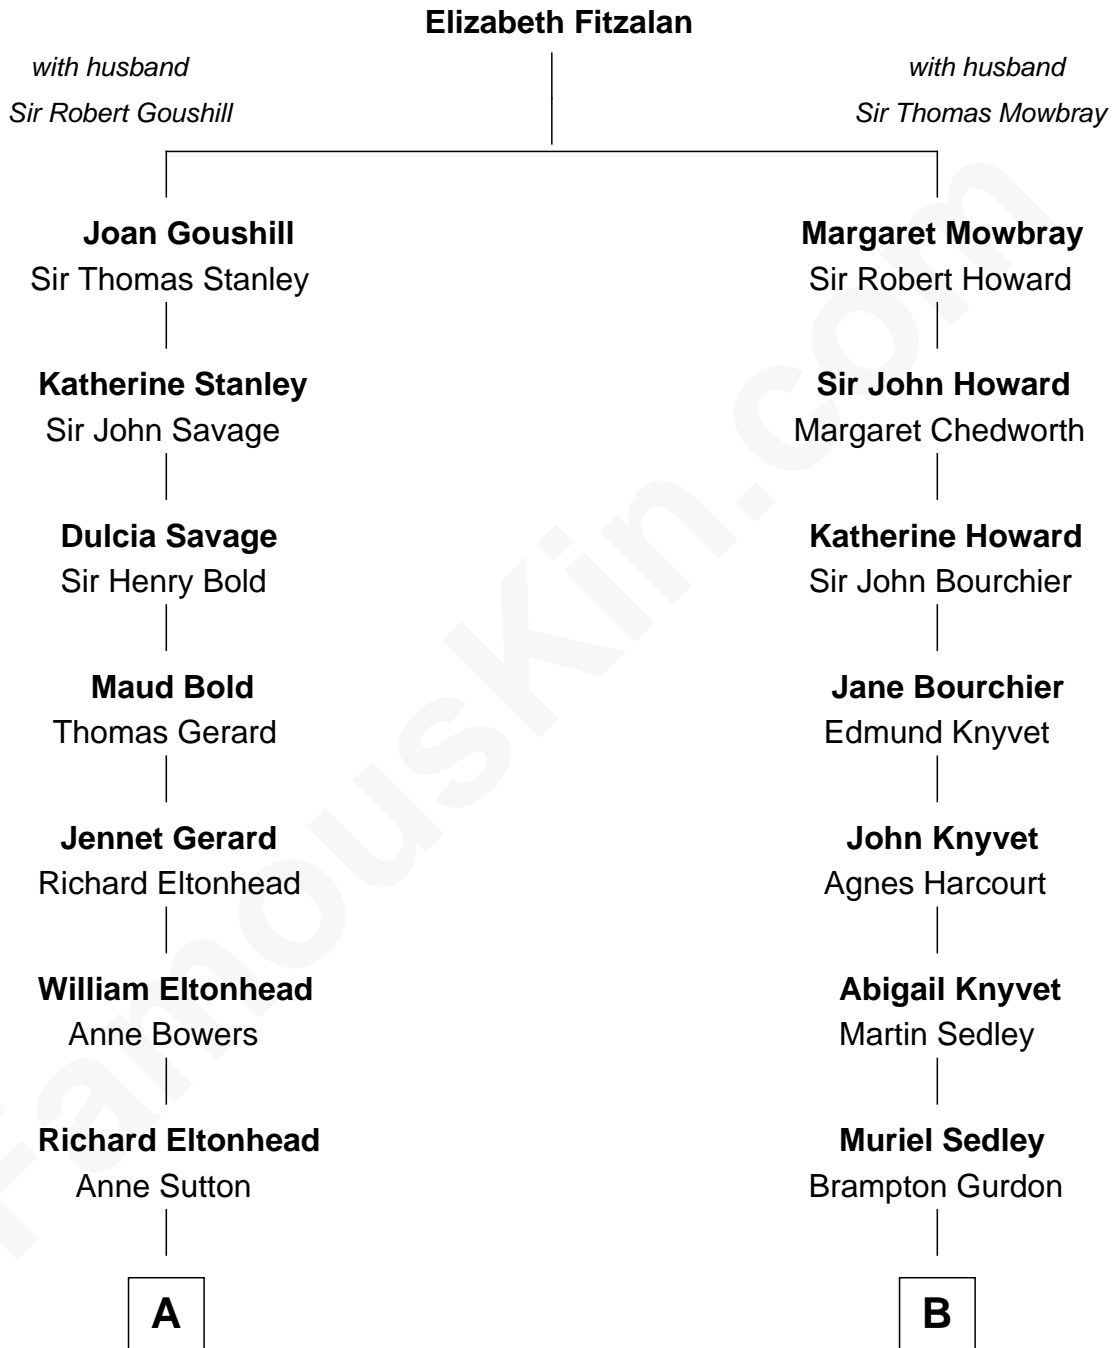 Elizabeth Fitzalan
with husband
Sir Robert Goushill
with husband
Sir Thomas Mowbray
Joan Goushill
Sir Thomas Stanley
Margaret Mowbray
Sir Robert Howard
Katherine Stanley
Sir John Savage
Sir John Howard
Margaret Chedworth
Dulcia Savage
Sir Henry Bold
Katherine Howard
Sir John Bourchier
Maud Bold
Thomas Gerard
Jane Bourchier
Edmund Knyvet
Jennet Gerard
Richard Eltonhead
John Knyvet
Agnes Harcourt
William Eltonhead
Anne Bowers
Abigail Knyvet
Martin Sedley
Richard Eltonhead
Anne Sutton
Muriel Sedley
Brampton Gurdon
A
B
FamousKin.com